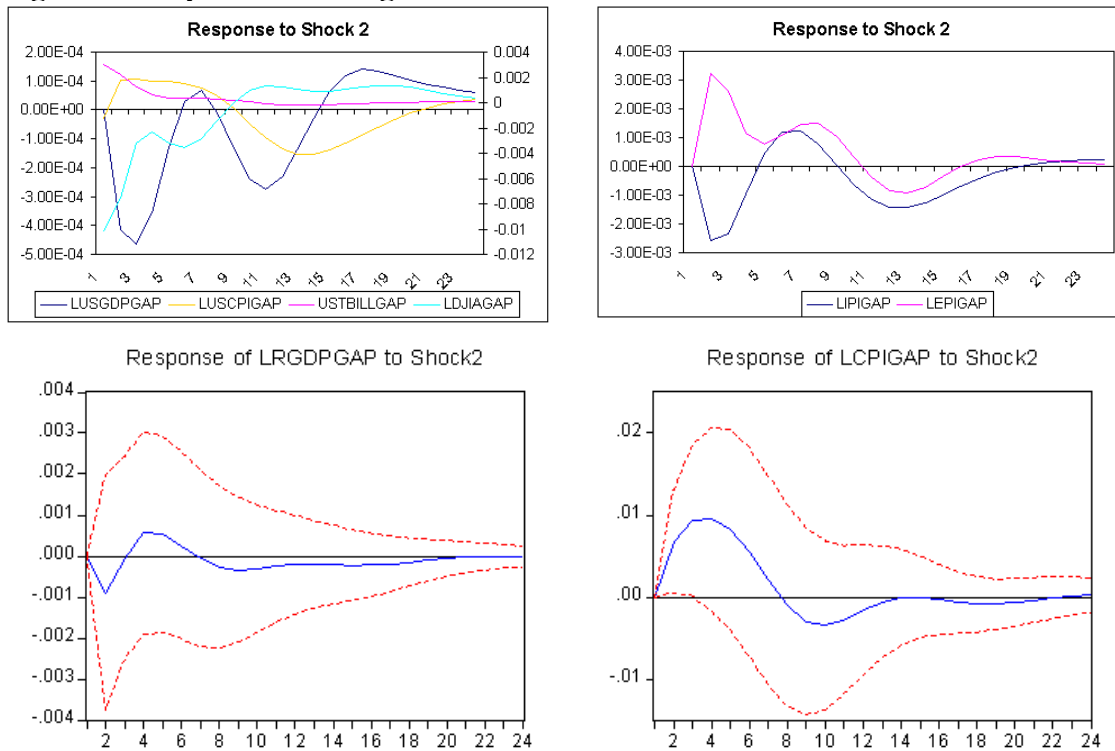 Response to Shock 2
2.00E-04
1.00E-04
0.00E+00
-1.00E-04
-2.00E-04
-3.00E-04
-4.00E-04
-5.00E-04
0.004
0.002
0
-0.002
-0.004
-0.006
-0.008
-0.01
-0.012
1 3 5 7 9 11 13 15 17 19 21 23
LUSGDPGAP LUSCPIGAP USTBILLGAP LDJIAGAP
Response to Shock 2
4.00E-03
3.00E-03
2.00E-03
1.00E-03
0.00E+00
-1.00E-03
-2.00E-03
-3.00E-03
1 3 5 7 9 11 13 15 17 19 21 23
LIPIGAP LEPIGAP
Response of LRGDPGAP to Shock2
.004
.003
.002
.001
.000
-.001
-.002
-.003
-.004
2 4 6 8 10 12 14 16 18 20 22 24
Response of LCPIGAP to Shock2
.02
.01
.00
-.01
2 4 6 8 10 12 14 16 18 20 22 24